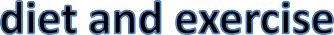 diet and exercise